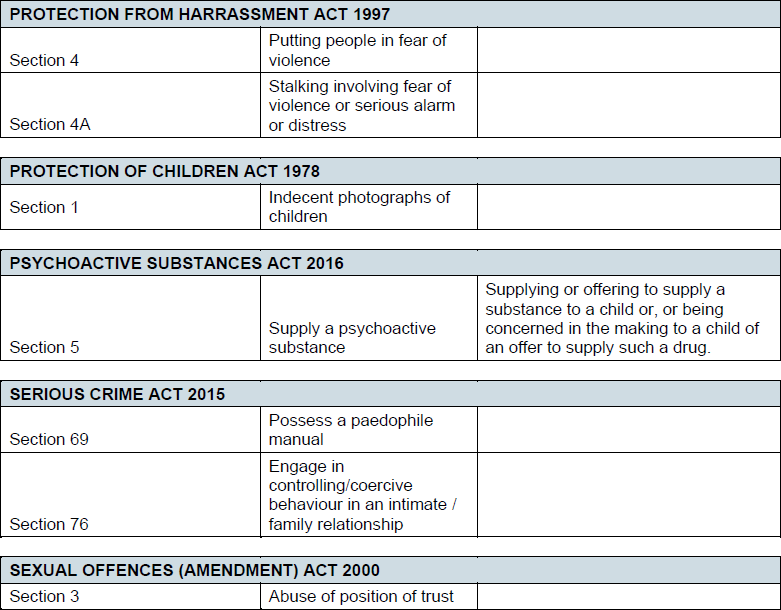 PROTECTION FROM HARRASSMENT ACT 1997
Section 4
Putting people in fear of
violence
Section 4A
Stalking involving fear of
violence or serious alarm
or distress
PROTECTION OF CHILDREN ACT 1978
Section 1
Indecent photographs of
children
PSYCHOACTIVE SUBSTANCES ACT 2016
Section 5
Supply a psychoactive
substance
Supplying or offering to supply a
substance to a child or, or being
concerned in the making to a child of
an offer to supply such a drug.
SERIOUS CRIME ACT 2015
Section 69
Possess a paedophile
manual
Section 76
Engage in
controlling/coercive
behaviour in an intimate /
family relationship
SEXUAL OFFENCES (AMENDMENT) ACT 2000
Section 3
Abuse of position of trust